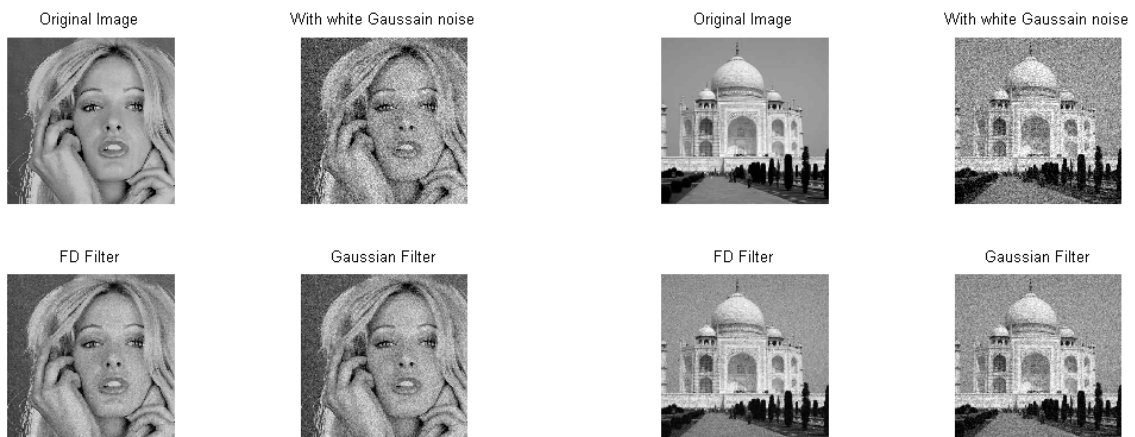 Original Image
With white Gaussain noise
Original Image
With white Gaussain noise
FD Filter
Gaussian Filter
FD Filter
Gaussian Filter